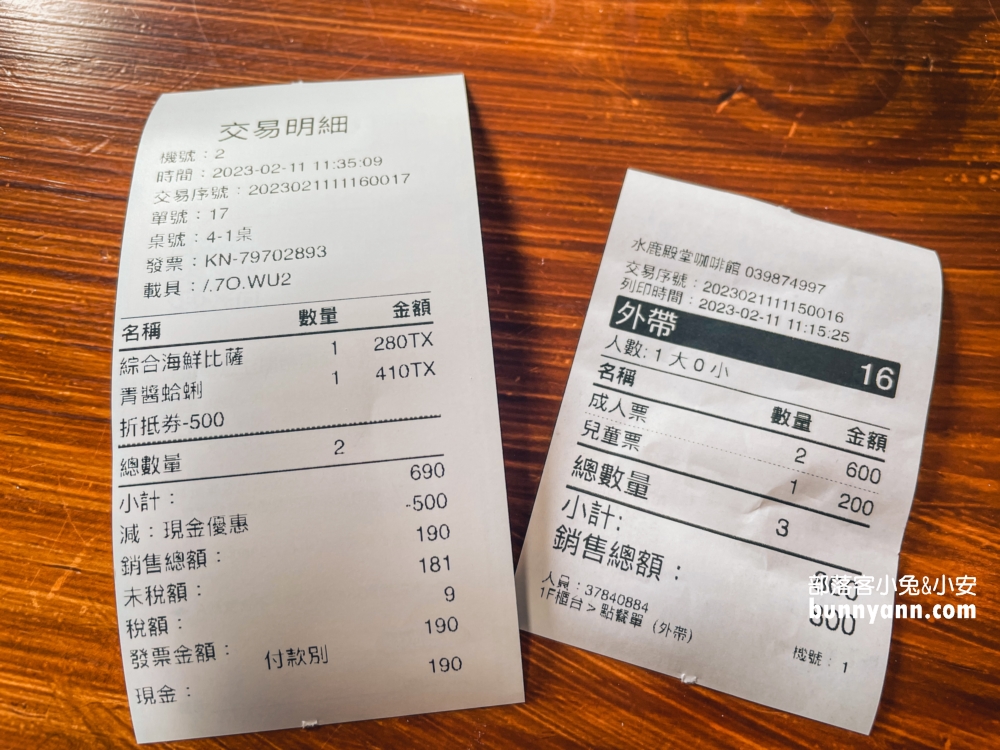 交易明細
機號：2
時間：2023-02-11 11:35:09
交易序號：2023021111160017
單號：17
桌號：4-1桌
發票：KN-79702893
載具：/.7O.WU2
名稱 數量 金額
綜合海鮮比薩 1 280TX
青醬蛤蜊 1 410TX
折抵券-500
總數量 2
小計： 690
減：現金優惠 -500
銷售總額： 190
未稅額： 181
稅額： 9
發票金額： 190
付款別
現金： 190
水鹿殿堂咖啡館 039874997
交易序號：2023021111150016
列印時間：2023-02-11 11:15:25
外帶 16
人數: 1 大 0 小
名稱 數量 金額
成人票 2 600
兒童票 1 200
總數量 3
小計:
銷售總額： 800
人員：37840884
1F櫃台 > 點餐單（外帶)
機號：1
部落客小兔&小安
bunnyann.com